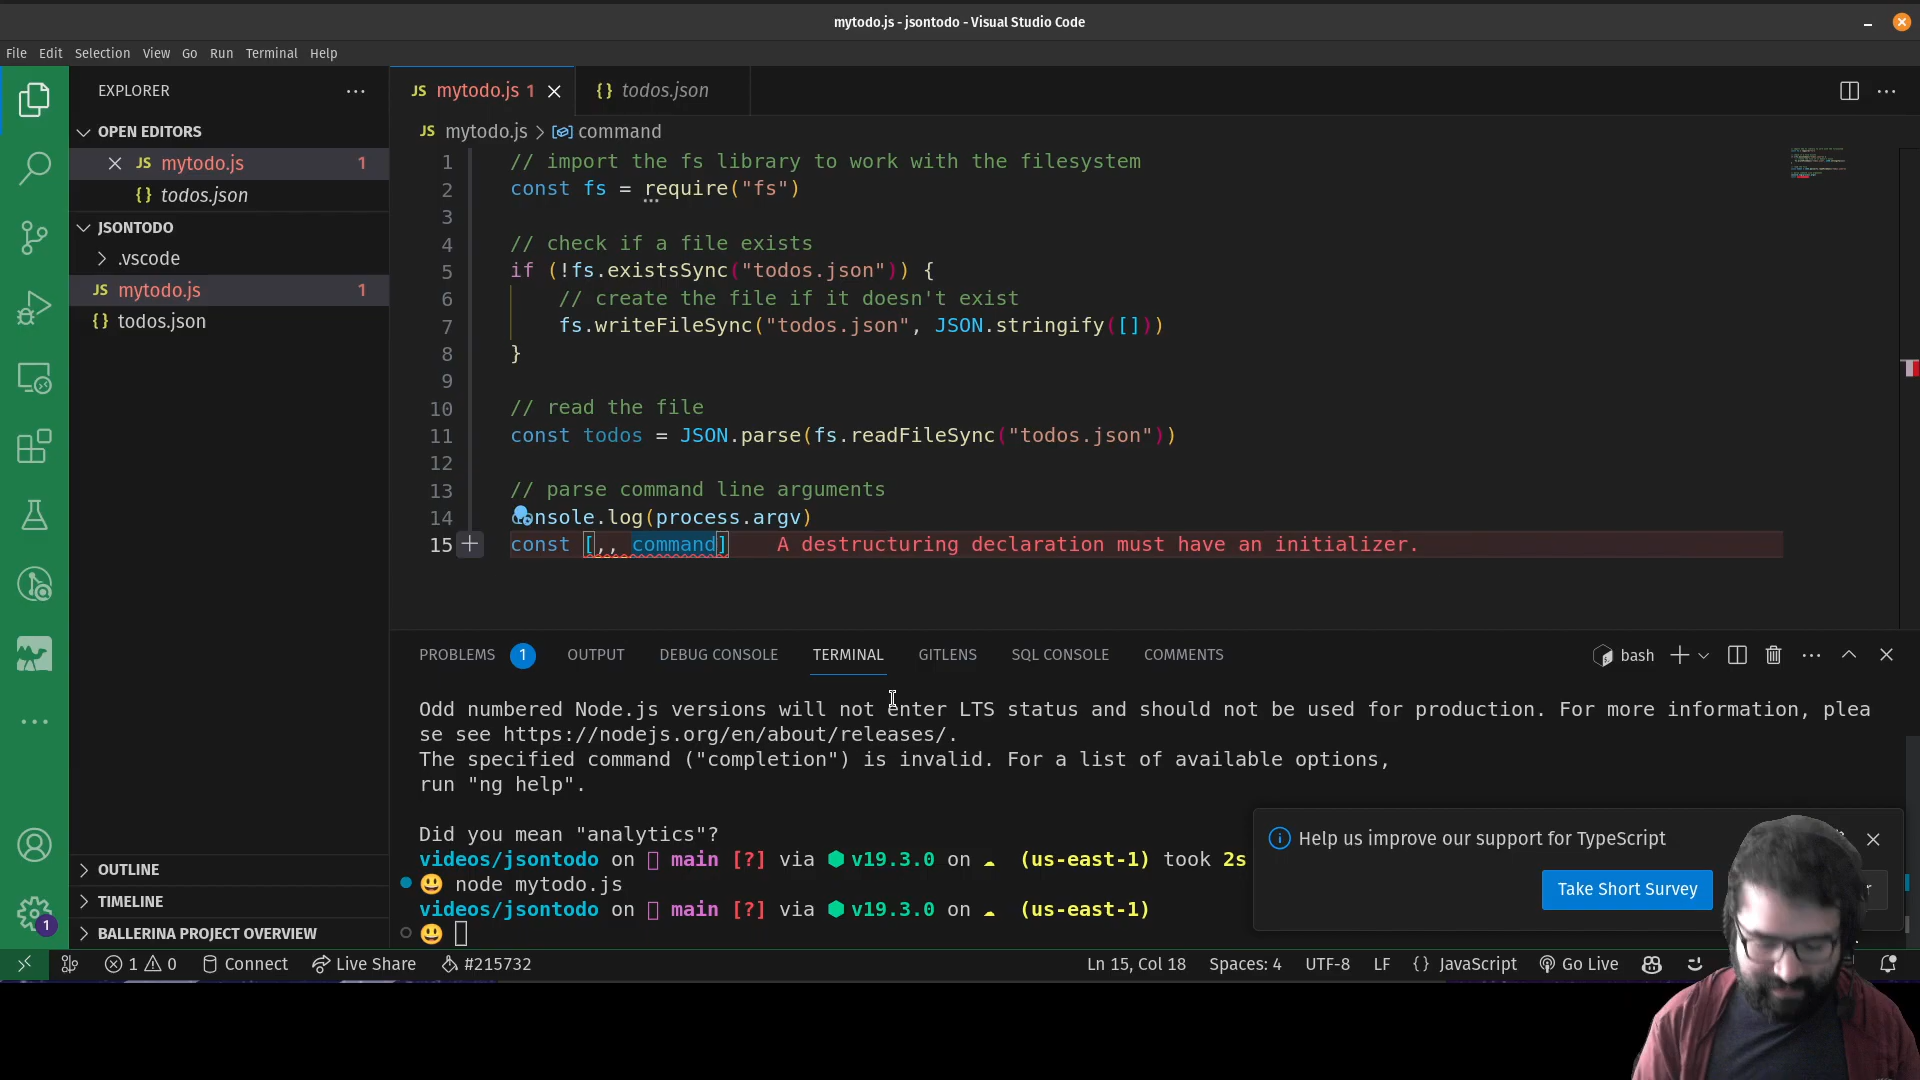 mytodo.js - jsontodo - Visual Studio Code
File Edit Selection View Go Run Terminal Help
EXPLORER
OPEN EDITORS
JS mytodo.js 1
{} todos.json
JSONTODO
.vscode
JS mytodo.js 1
{} todos.json
OUTLINE
TIMELINE
BALLERINA PROJECT OVERVIEW
1
JS mytodo.js 1
{} todos.json
JS mytodo.js > command
1 // import the fs library to work with the filesystem
2 const fs = require("fs")
3
4 // check if a file exists
5 if (!fs.existsSync("todos.json")) {
6 // create the file if it doesn't exist
7 fs.writeFileSync("todos.json", JSON.stringify([]))
8 }
9
10 // read the file
11 const todos = JSON.parse(fs.readFileSync("todos.json"))
12
13 // parse command line arguments
14 console.log(process.argv)
15 const [,, command] A destructuring declaration must have an initializer.
PROBLEMS 1 OUTPUT DEBUG CONSOLE TERMINAL GITLENS SQL CONSOLE COMMENTS bash
Odd numbered Node.js versions will not enter LTS status and should not be used for production. For more information, plea
se see https://nodejs.org/en/about/releases/.
The specified command ("completion") is invalid. For a list of available options,
run "ng help".
Did you mean "analytics"?
videos/jsontodo on main [?] via v19.3.0 on ☁ (us-east-1) took 2s
😃 node mytodo.js
videos/jsontodo on main [?] via v19.3.0 on ☁ (us-east-1)
😃
Help us improve our support for TypeScript
Take Short Survey
1 0 Connect Live Share #215732 Ln 15, Col 18 Spaces: 4 UTF-8 LF {} JavaScript Go Live